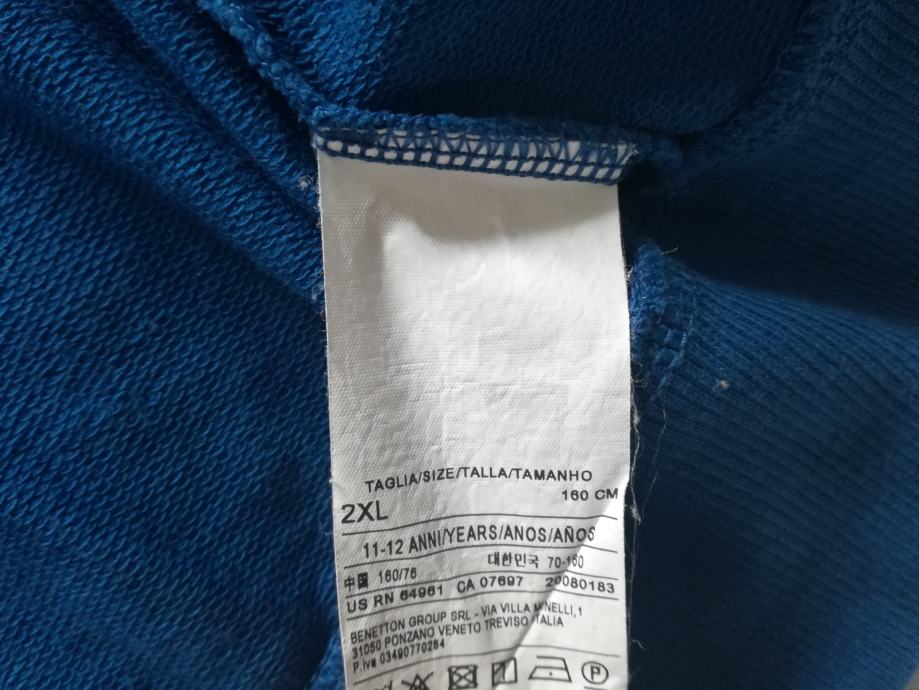 TAGLIA/SIZE/TALLA/TAMANHO
2XL 160 CM
11-12 ANNI/YEARS/ANOS/AÑOS
中国 160/76 대한민국 70-160
US RN 64961 CA 07697 20080183
BENETTON GROUP SRL - VIA VILLA MINELLI,1
31050 PONZANO VENETO TREVISO ITALIA
P.iva 03490770264
P